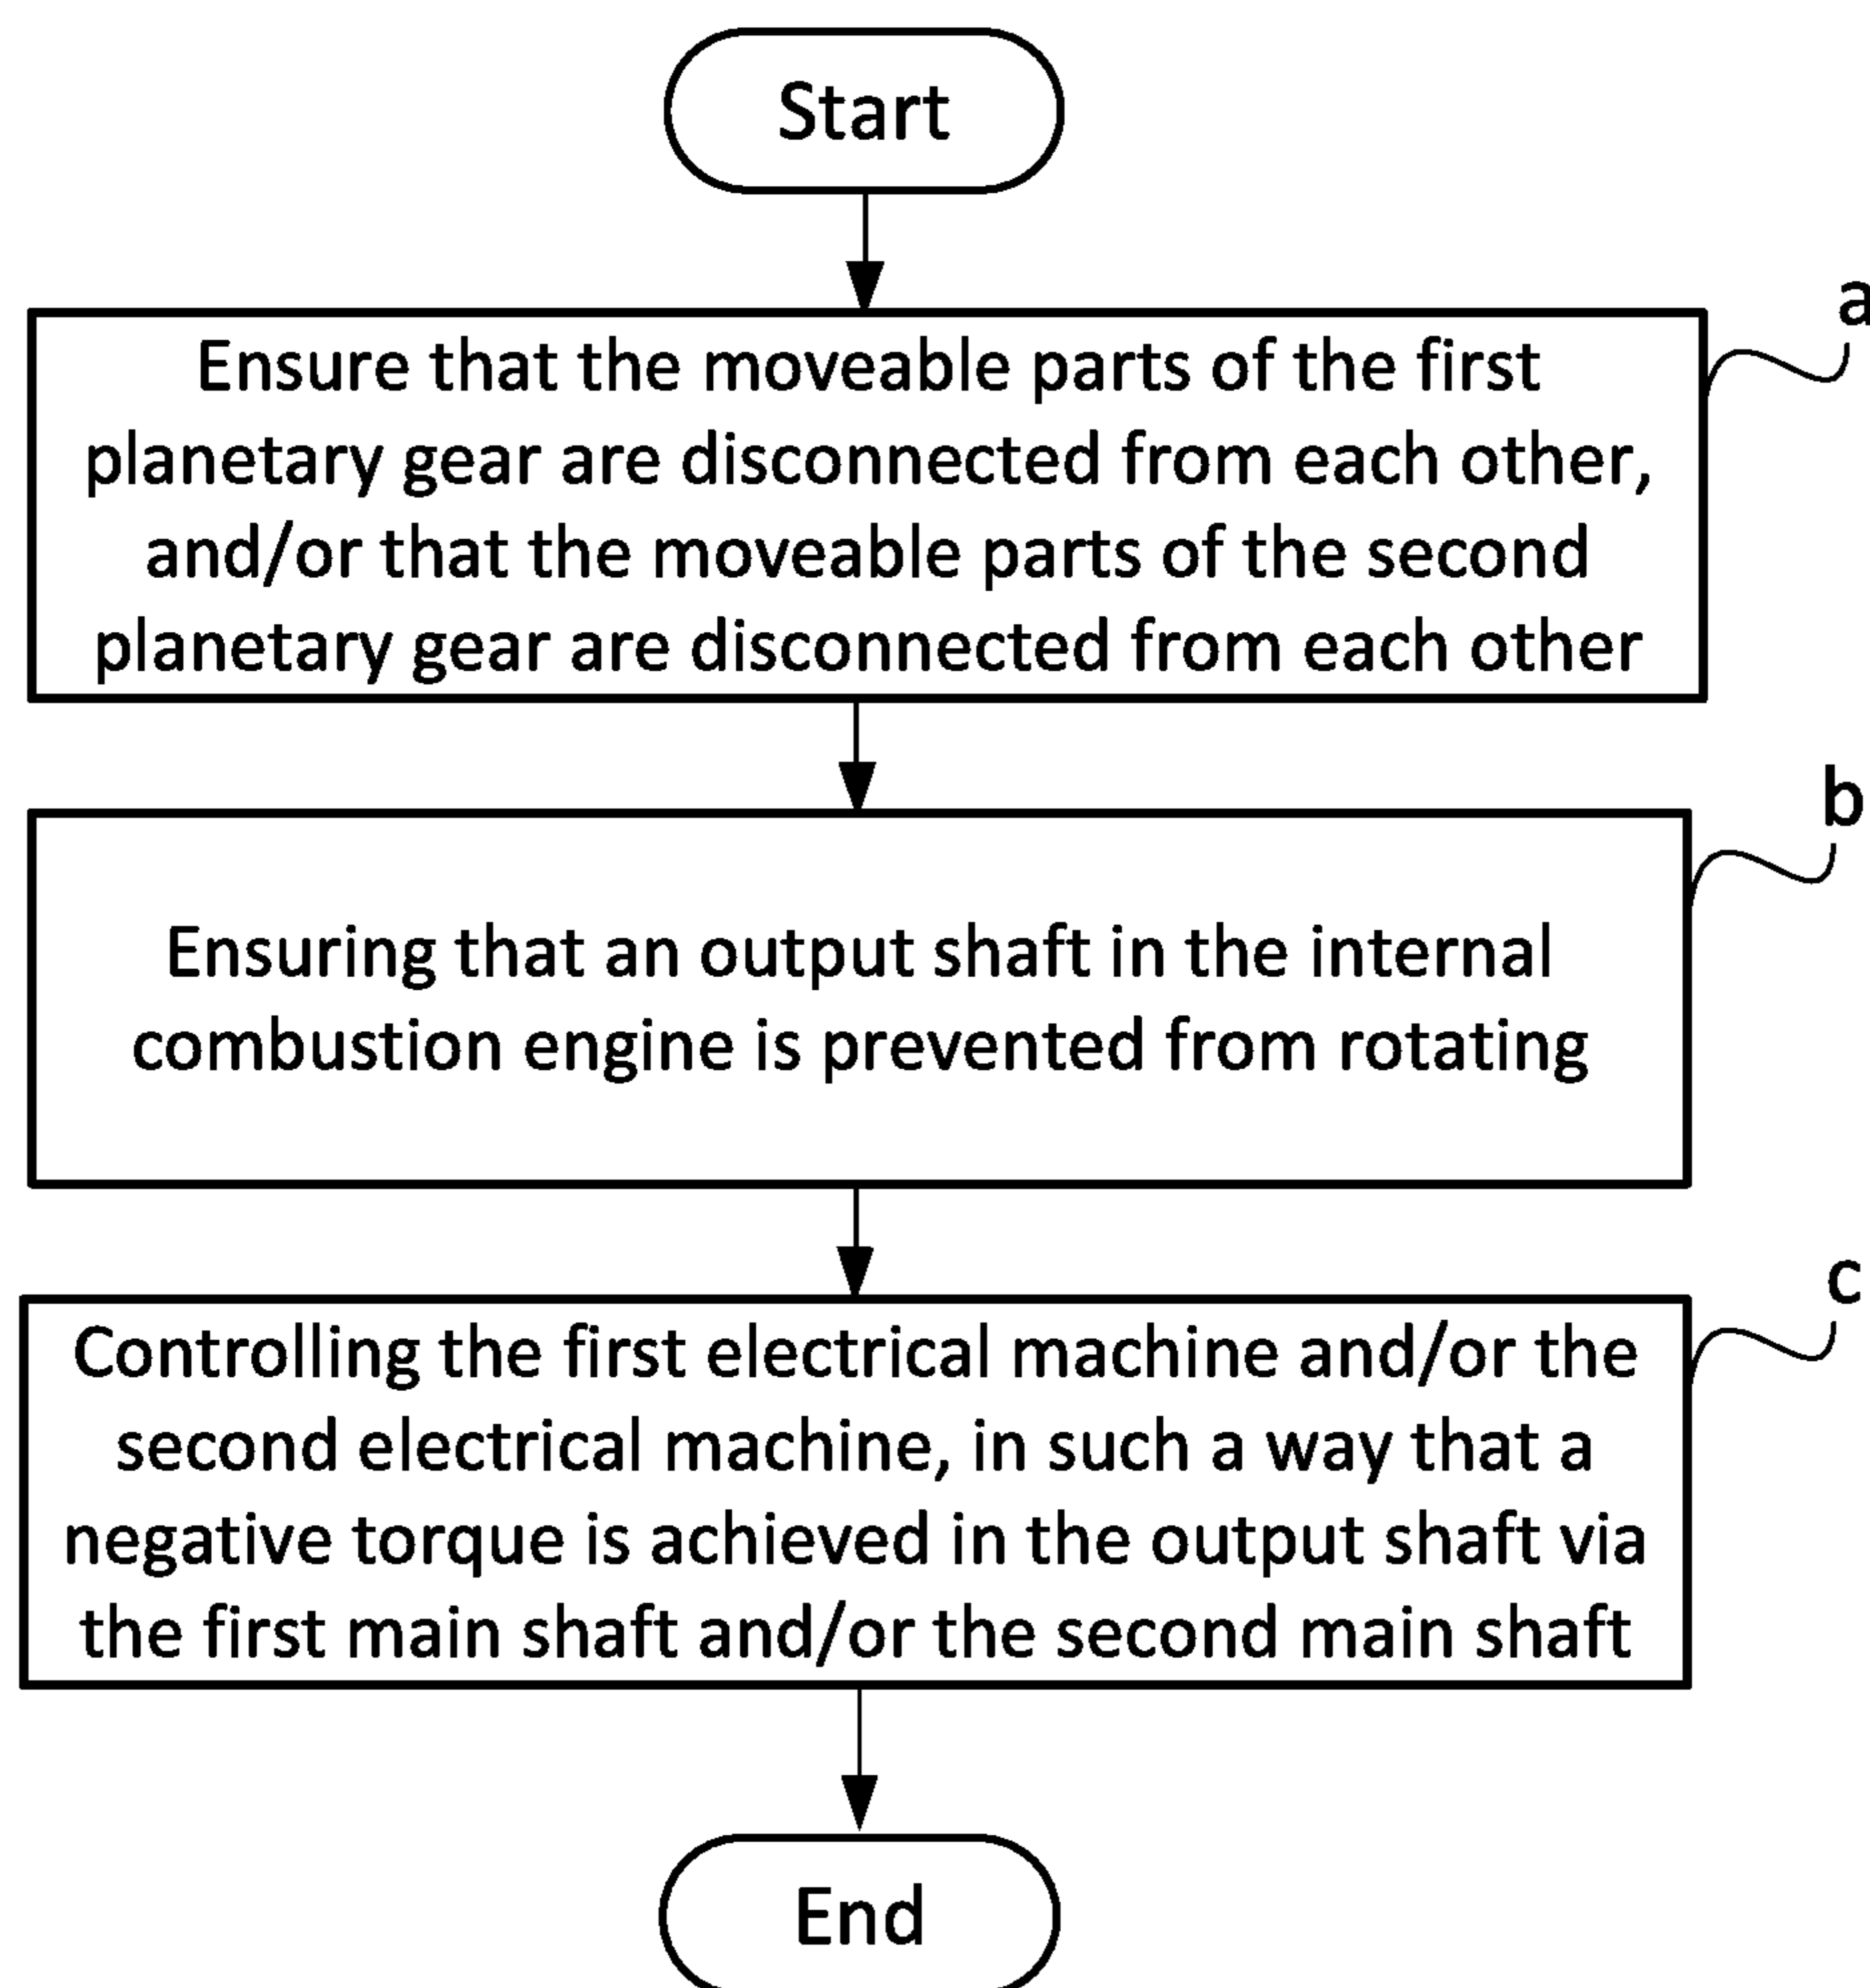 Start
a
Ensure that the moveable parts of the first
planetary gear are disconnected from each other,
and/or that the moveable parts of the second
planetary gear are disconnected from each other
b
Ensuring that an output shaft in the internal
combustion engine is prevented from rotating
c
Controlling the first electrical machine and/or the
second electrical machine, in such a way that a
negative torque is achieved in the output shaft via
the first main shaft and/or the second main shaft
End